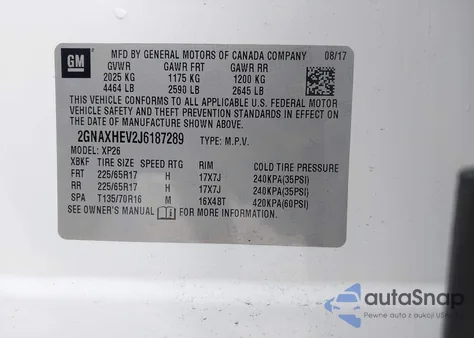 GM
MFD BY GENERAL MOTORS OF CANADA COMPANY 08/17
GVWR GAWR FRT GAWR RR
2025 KG 1175 KG 1200 KG
4464 LB 2590 LB 2645 LB
THIS VEHICLE CONFORMS TO ALL APPLICABLE U.S. FEDERAL MOTOR
VEHICLE SAFETY AND THEFT PREVENTION STANDARDS IN EFFECT ON
THE DATE OF MANUFACTURE SHOWN ABOVE.
2GNAXHEV2J6187289 TYPE: M.P.V.
MODEL: XP26
XBKF TIRE SIZE SPEED RTG RIM COLD TIRE PRESSURE
FRT 225/65R17 H 17X7J 240KPA(35PSI)
RR 225/65R17 H 17X7J 240KPA(35PSI)
SPA T135/70R16 M 16X4BT 420KPA(60PSI)
SEE OWNER'S MANUAL FOR MORE INFORMATION
autoSnap
Pewne auta z aukcji USA